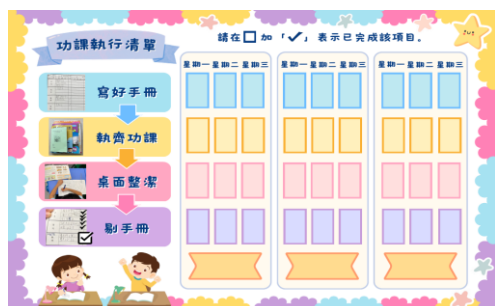 功課執行清單
請在□加「✓」表示已完成該項目。
星期一 星期二 星期三
星期一 星期二 星期三
星期一 星期二 星期三
寫好手冊
執齊功課
桌面整潔
剔手冊